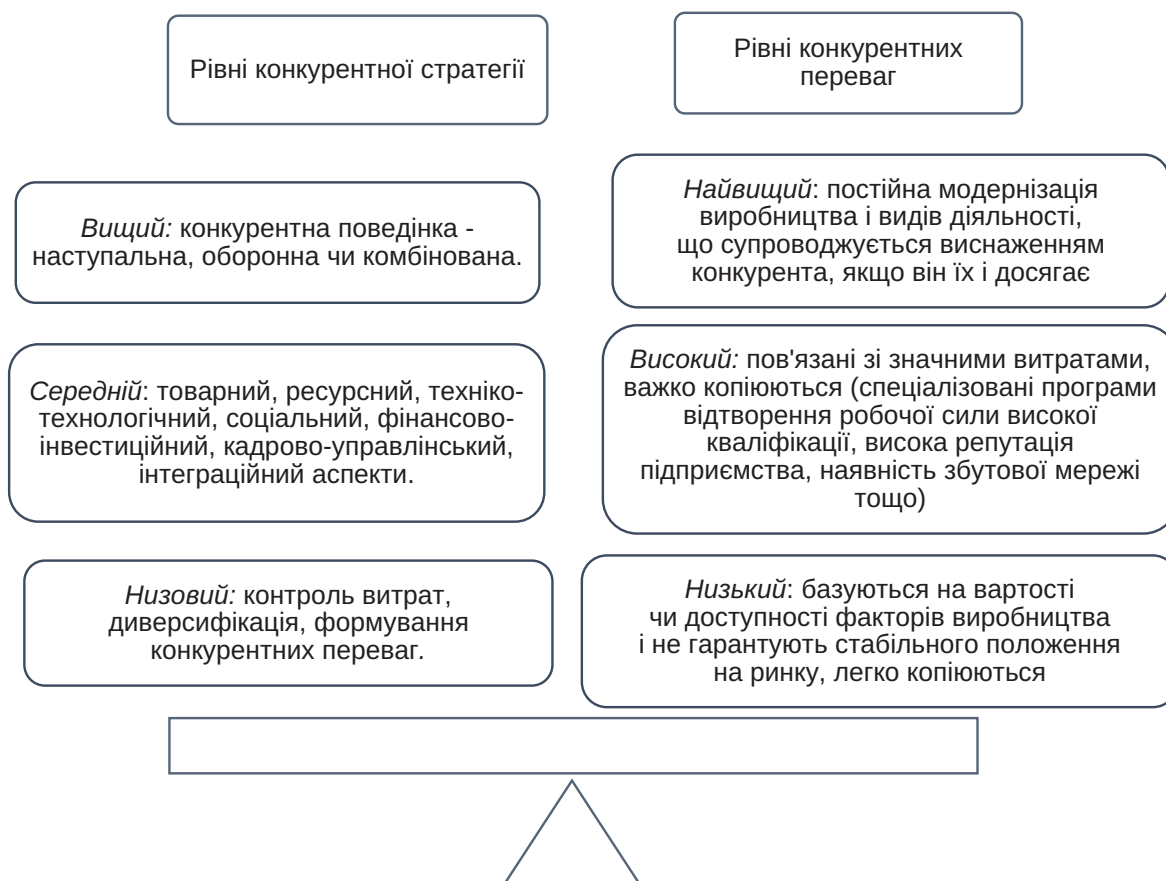 Рівні конкурентної стратегії
Рівні конкурентних
переваг
Вищий: конкурентна поведінка -
наступальна, оборонна чи комбінована.
Найвищий: постійна модернізація
виробництва і видів діяльності,
що супроводжується виснаженням
конкурента, якщо він їх і досягає
Середній: товарний, ресурсний, техніко-
технологічний, соціальний, фінансово-
інвестиційний, кадрово-управлінський,
інтеграційний аспекти.
Високий: пов'язані зі значними витратами,
важко копіюються (спеціалізовані програми
відтворення робочої сили високої
кваліфікації, висока репутація
підприємства, наявність збутової мережі
тощо)
Низовий: контроль витрат,
диверсифікація, формування
конкурентних переваг.
Низький: базуються на вартості
чи доступності факторів виробництва
і не гарантують стабільного положення
на ринку, легко копіюються